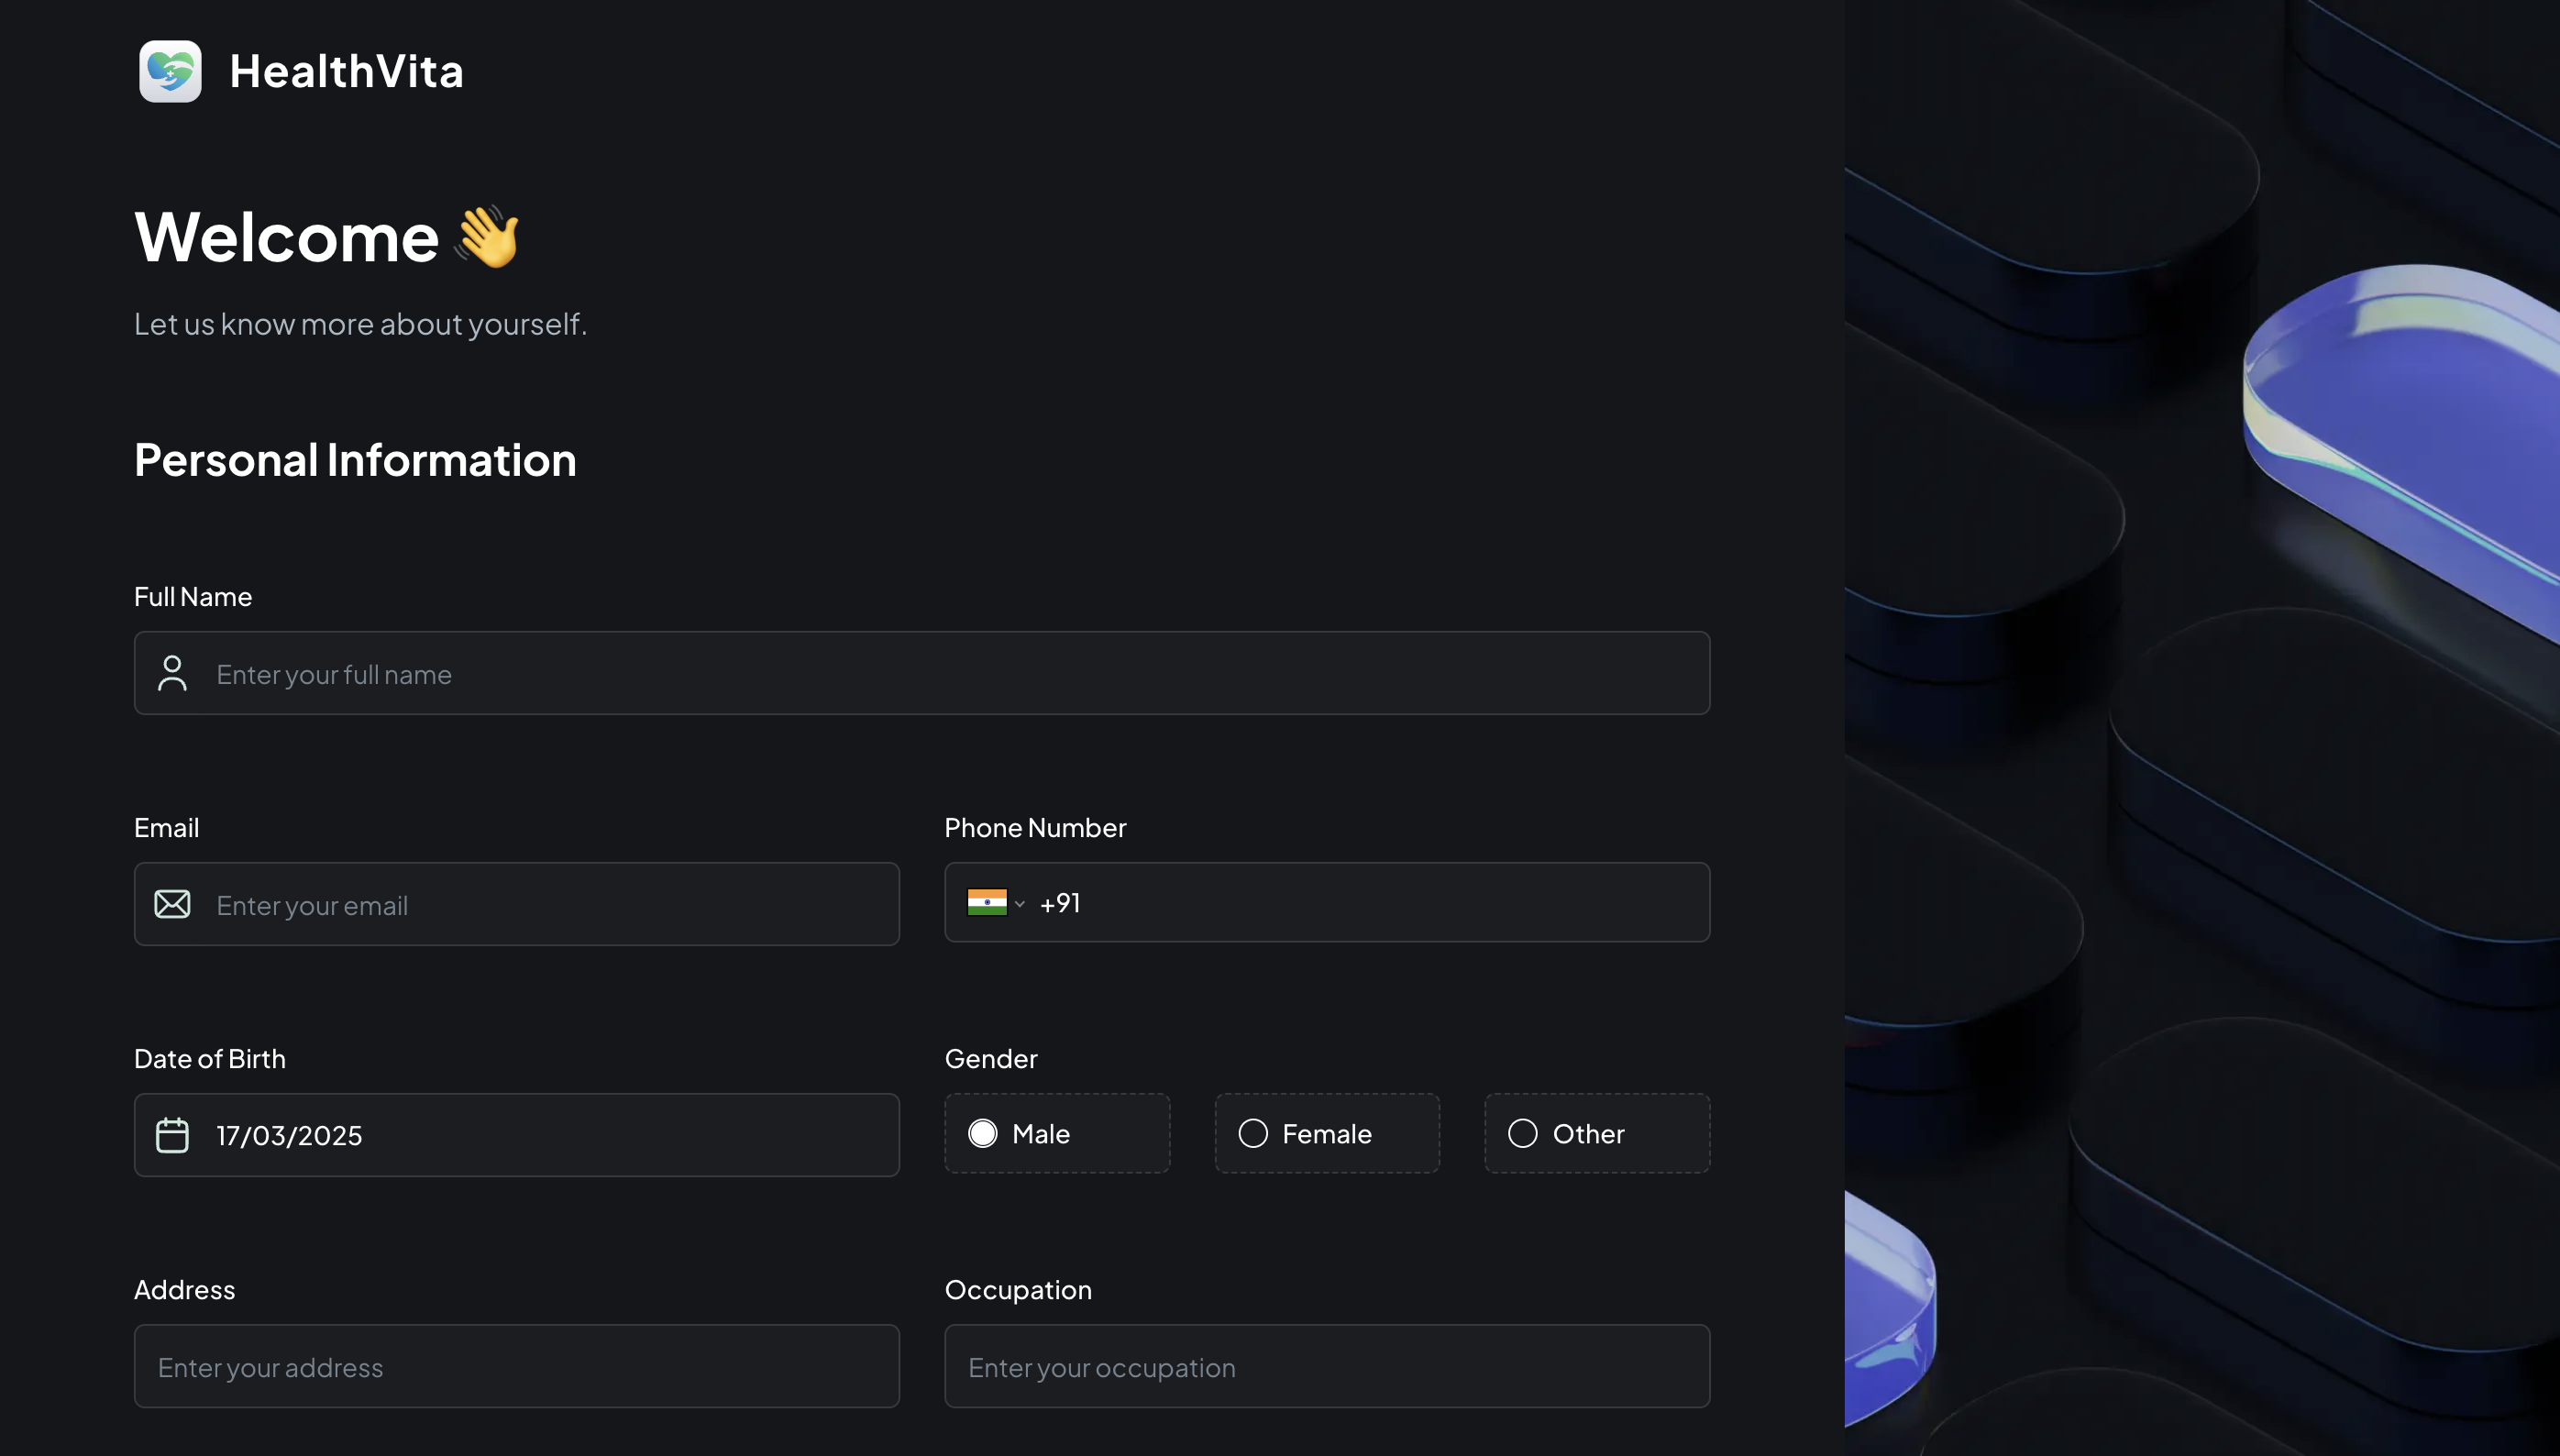 HealthVita
Welcome 👋
Let us know more about yourself.
Personal Information
Full Name
Enter your full name
Email
Phone Number
Enter your email
+91
Date of Birth
Gender
17/03/2025
Male
Female
Other
Address
Occupation
Enter your address
Enter your occupation